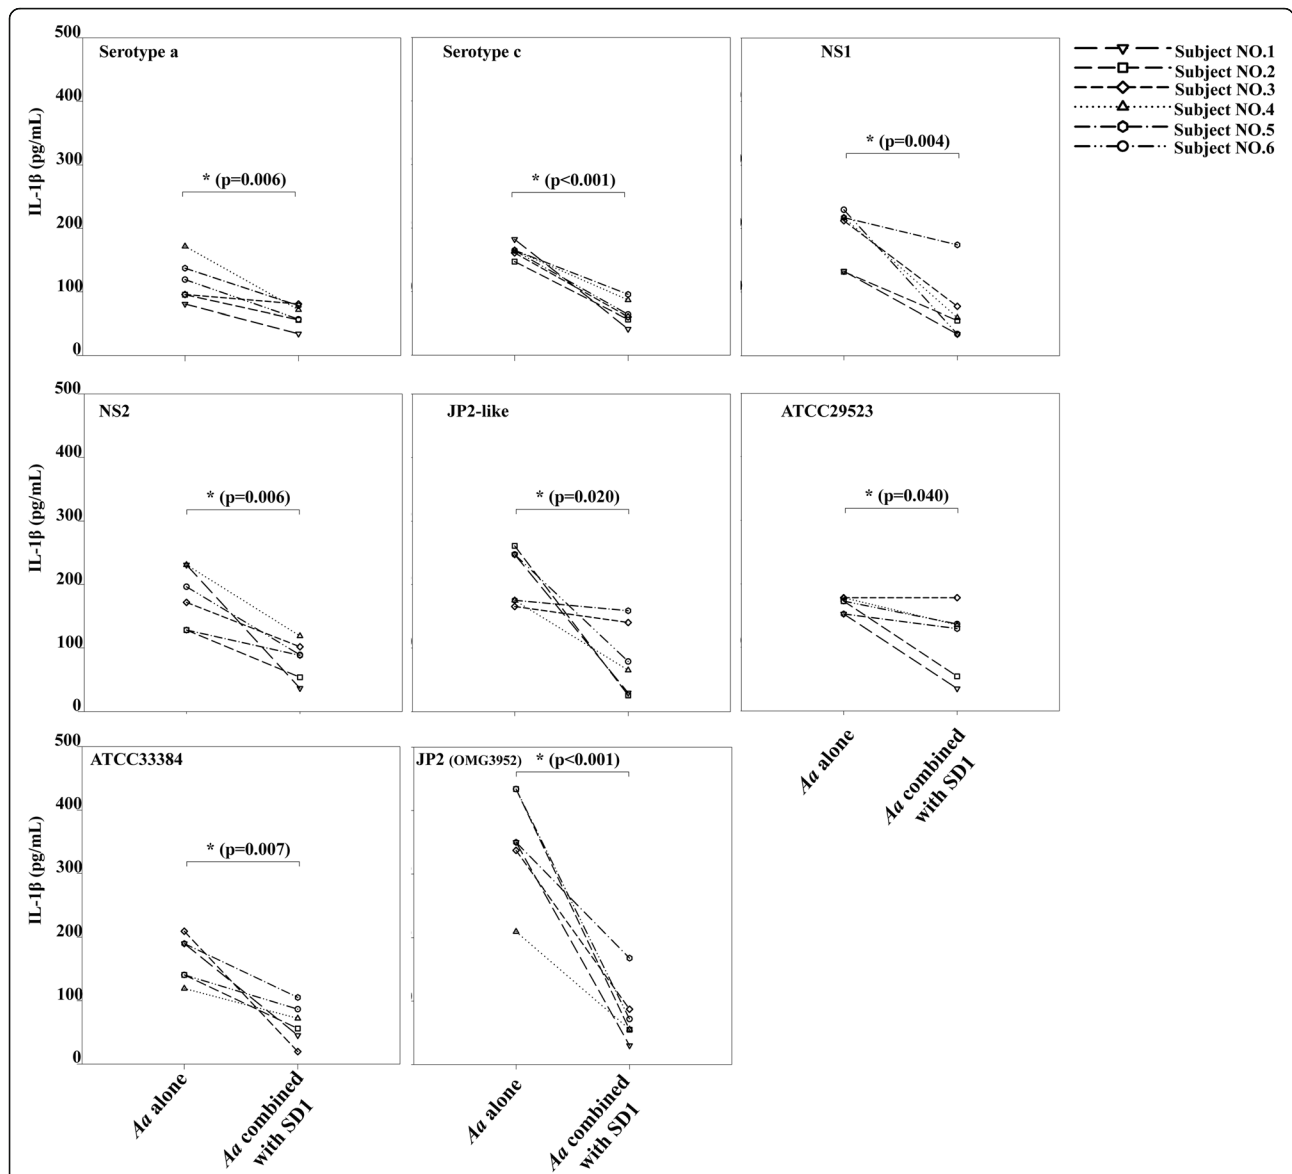 500
400
300
200
100
0
IL-1β (pg/mL)
Serotype a
* (p=0.006)
Serotype c
* (p<0.001)
NS1
* (p=0.004)
Subject NO.1
Subject NO.2
Subject NO.3
Subject NO.4
Subject NO.5
Subject NO.6
500
400
300
200
100
0
IL-1β (pg/mL)
NS2
* (p=0.006)
JP2-like
* (p=0.020)
ATCC29523
* (p=0.040)
Aa alone
Aa combined
with SD1
500
400
300
200
100
0
IL-1β (pg/mL)
ATCC33384
* (p=0.007)
JP2 (OMG3952)
* (p<0.001)
Aa alone
Aa combined
with SD1
Aa alone
Aa combined
with SD1